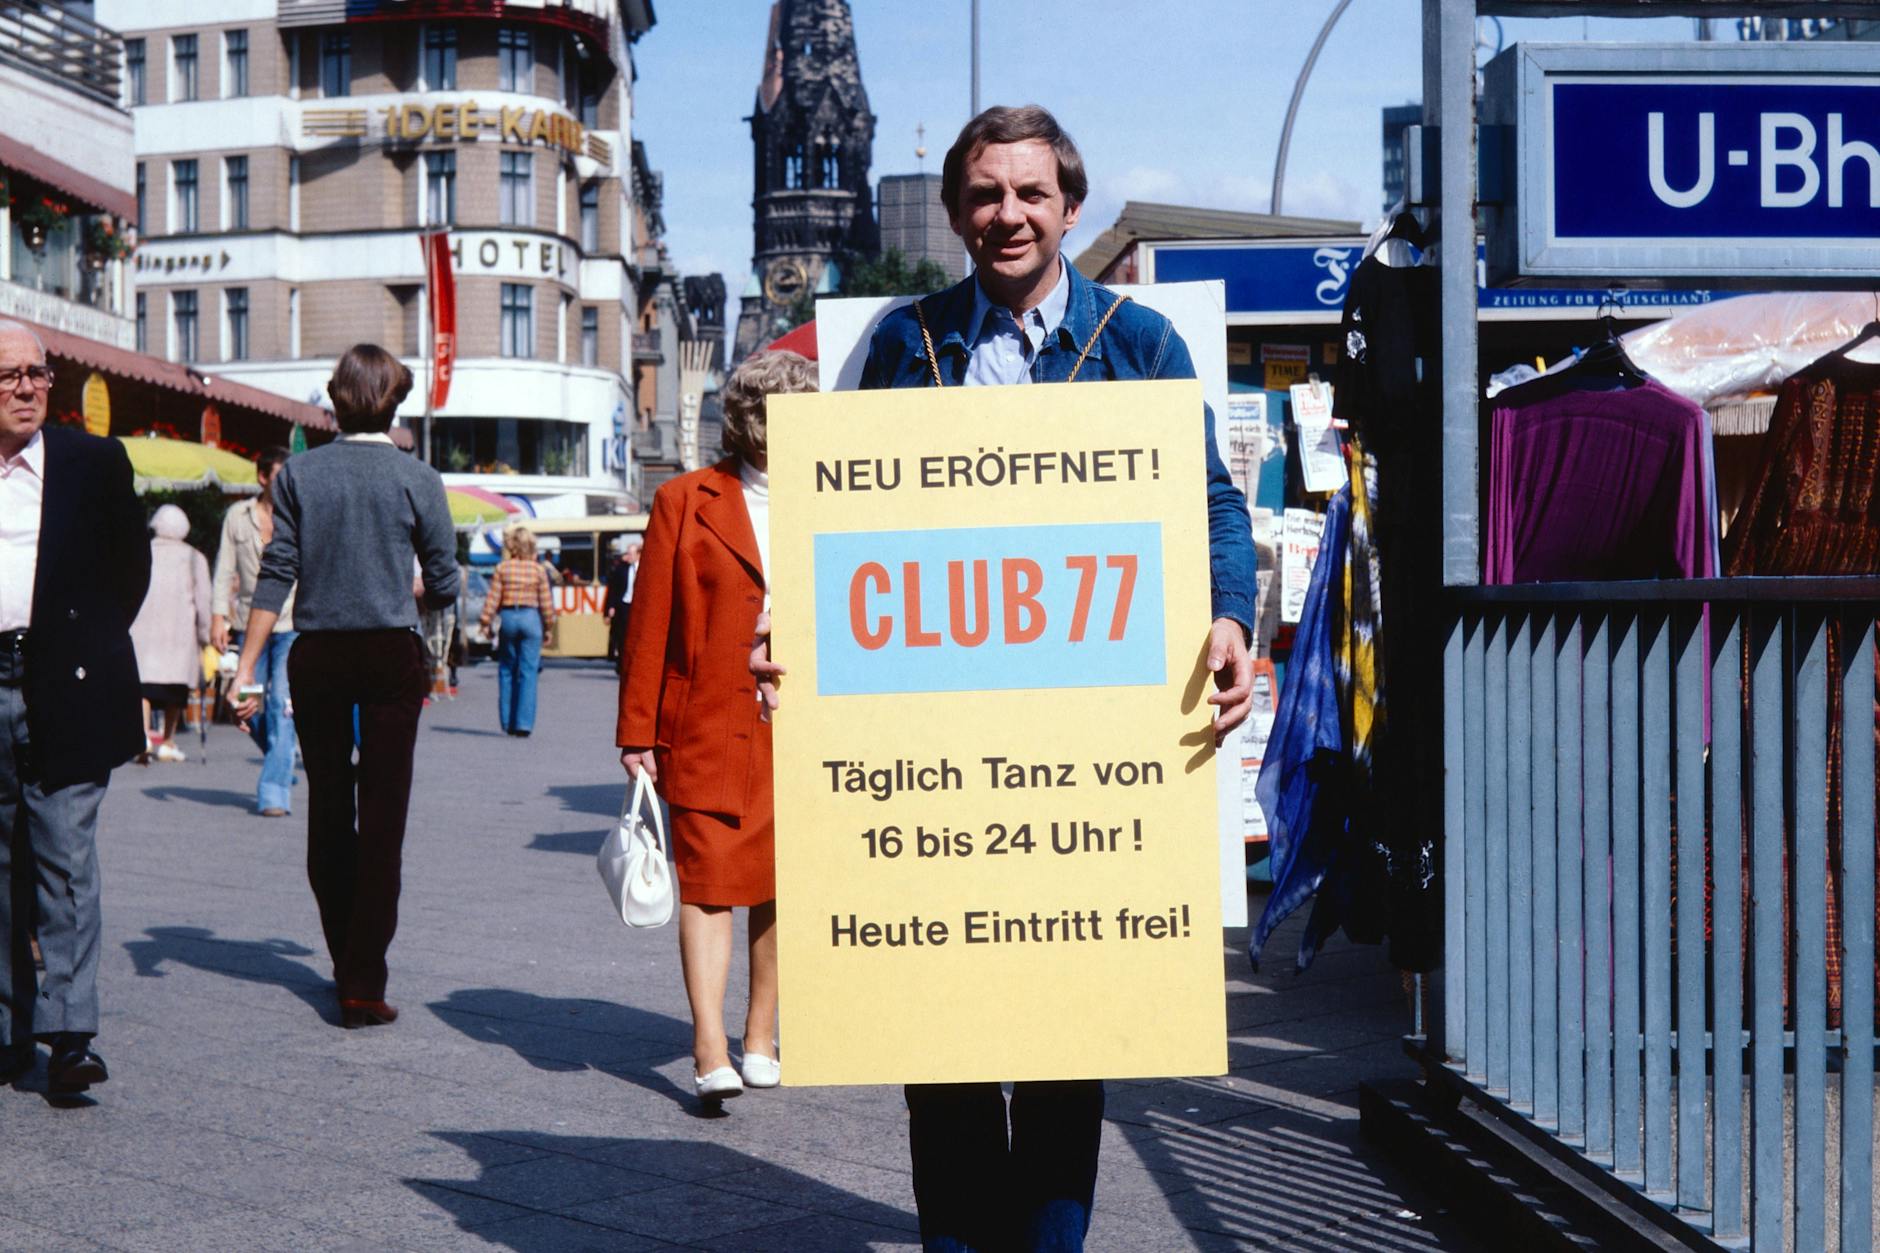 IDEE-KA
HOTEL
Eingang
U-Bh
ZEITUNG FÜR DEUTSCHLAND
TIME
NEU ERÖFFNET!
CLUB 77
Täglich Tanz von
16 bis 24 Uhr!
Heute Eintritt frei!